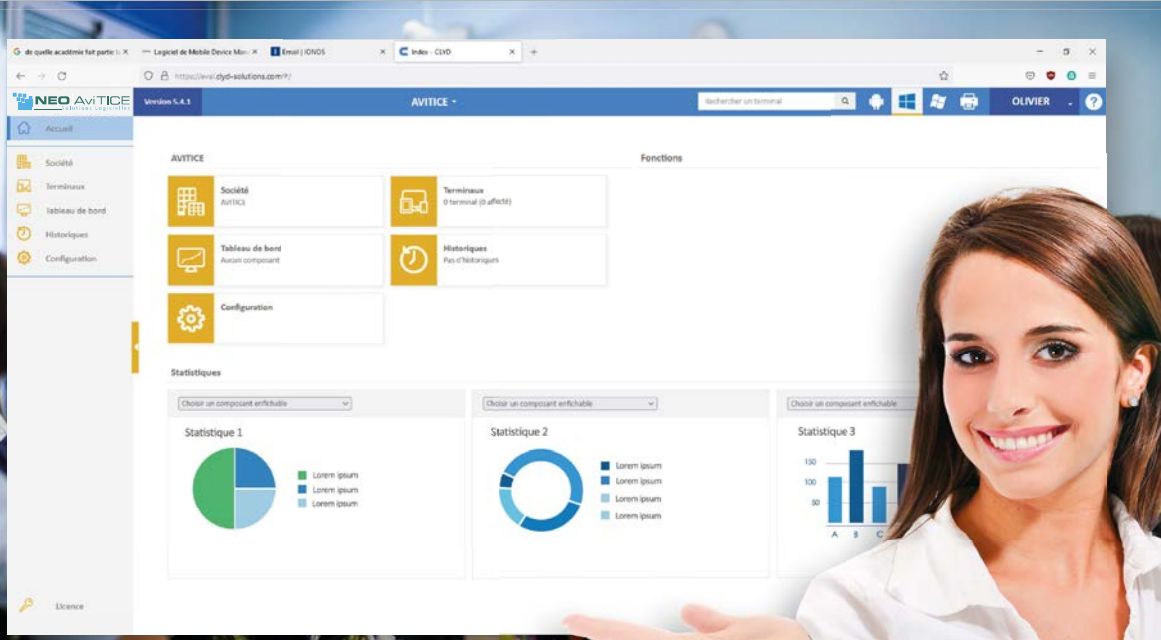 de quelle académie fait partie l
Logiciel de Mobile Device Man
Email | IONOS
Index - CLYD
https://eval.clyd-solutions.com
NEO AviTICE
Solutions Logicielles
Version 5.4.1
AVITICE
Rechercher un terminal
OLIVIER
?
Accueil
Société
Terminaux
Tableau de bord
Historiques
Configuration
Licence
AVITICE
Fonctions
Société
AVITICE
Terminaux
0 terminal (0 affecté)
Tableau de bord
Aucun composant
Historiques
Pas d'historiques
Configuration
Statistiques
Choisir un composant enfichable
Choisir un composant enfichable
Choisir un composant enfichable
Statistique 1
Lorem ipsum
Lorem ipsum
Lorem ipsum
Statistique 2
Lorem ipsum
Lorem ipsum
Lorem ipsum
Lorem ipsum
Statistique 3
150
100
50
A B C